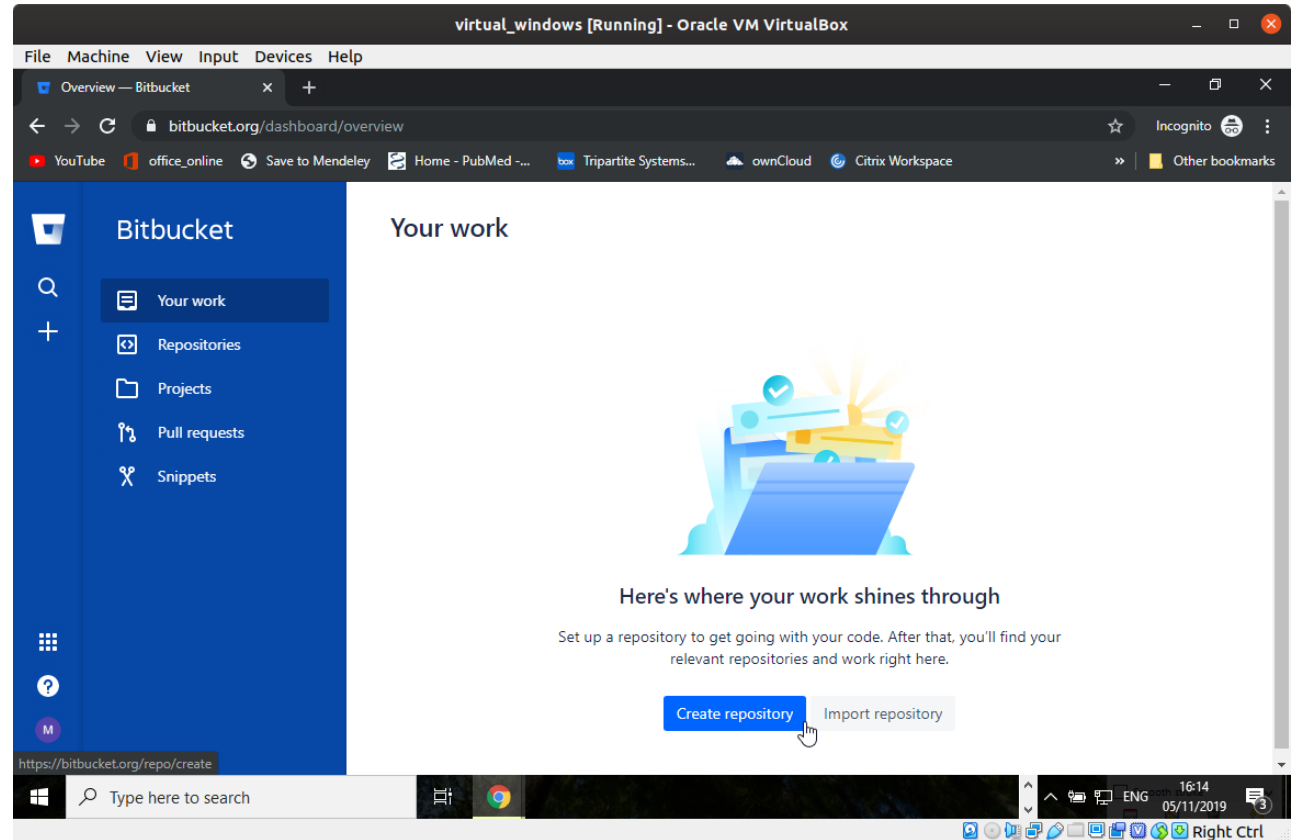 virtual_windows [Running] - Oracle VM VirtualBox
File Machine View Input Devices Help
Overview — Bitbucket
bitbucket.org/dashboard/overview
Incognito
YouTube office_online Save to Mendeley Home - PubMed -... box Tripartite Systems... ownCloud Citrix Workspace » Other bookmarks
Bitbucket
Your work
Repositories
Projects
Pull requests
Snippets
M
Your work
Here's where your work shines through
Set up a repository to get going with your code. After that, you'll find your
relevant repositories and work right here.
Create repository Import repository
https://bitbucket.org/repo/create
Type here to search
ENG
16:14
05/11/2019
3
Right Ctrl